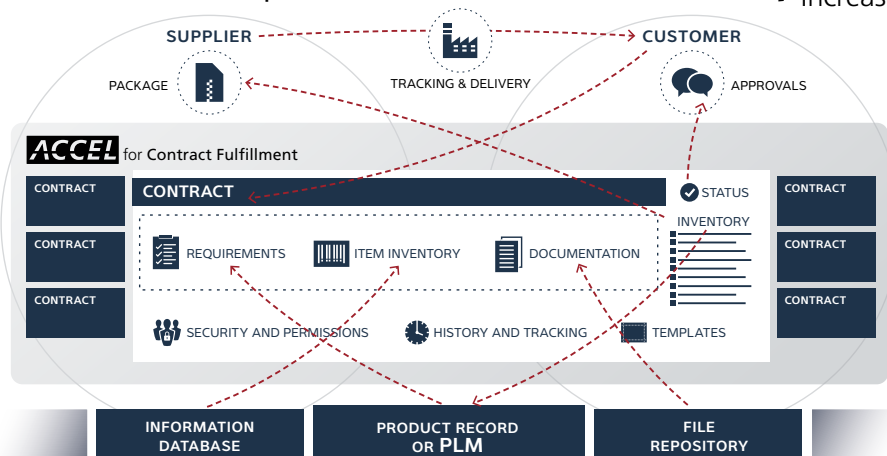 Increas
SUPPLIER
CUSTOMER
PACKAGE
TRACKING & DELIVERY
APPROVALS
ACCEL for Contract Fulfillment
CONTRACT
CONTRACT
STATUS
CONTRACT
INVENTORY
CONTRACT
REQUIREMENTS
ITEM INVENTORY
DOCUMENTATION
CONTRACT
CONTRACT
CONTRACT
SECURITY AND PERMISSIONS
HISTORY AND TRACKING
TEMPLATES
INFORMATION
DATABASE
PRODUCT RECORD
OR PLM
FILE
REPOSITORY